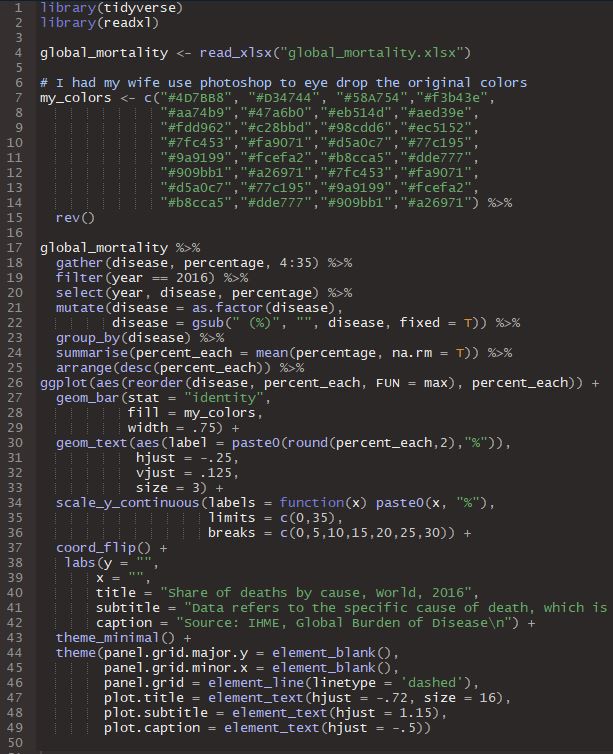 1 library(tidyverse)
2 library(readxl)
3
4 global_mortality <- read_xlsx("global_mortality.xlsx")
5
6 # I had my wife use photoshop to eye drop the original colors
7 my_colors <- c("#4D7BB8", "#D34744", "#58A754","#f3b43e",
8 "#aa74b9","#47a6b0","#eb514d","#aed39e",
9 "#fdd962","#c28bbd","#98cdd6","#ec5152",
10 "#7fc453","#fa9071","#d5a0c7","#77c195",
11 "#9a9199","#fcefa2","#b8cca5","#dde777",
12 "#909bb1","#a26971","#7fc453","#fa9071",
13 "#d5a0c7","#77c195","#9a9199","#fcefa2",
14 "#b8cca5","#dde777","#909bb1","#a26971") %>%
15 rev()
16
17 global_mortality %>%
18 gather(disease, percentage, 4:35) %>%
19 filter(year == 2016) %>%
20 select(year, disease, percentage) %>%
21 mutate(disease = as.factor(disease),
22 disease = gsub(" (%)", "", disease, fixed = T)) %>%
23 group_by(disease) %>%
24 summarise(percent_each = mean(percentage, na.rm = T)) %>%
25 arrange(desc(percent_each)) %>%
26 ggplot(aes(reorder(disease, percent_each, FUN = max), percent_each)) +
27 geom_bar(stat = "identity",
28 fill = my_colors,
29 width = .75) +
30 geom_text(aes(label = paste0(round(percent_each,2),"%")),
31 hjust = -.25,
32 vjust = .125,
33 size = 3) +
34 scale_y_continuous(labels = function(x) paste0(x, "%"),
35 limits = c(0,35),
36 breaks = c(0,5,10,15,20,25,30)) +
37 coord_flip() +
38 labs(y = "",
39 x = "",
40 title = "Share of deaths by cause, World, 2016",
41 subtitle = "Data refers to the specific cause of death, which is
42 caption = "Source: IHME, Global Burden of Disease\n") +
43 theme_minimal() +
44 theme(panel.grid.major.y = element_blank(),
45 panel.grid.minor.x = element_blank(),
46 panel.grid = element_line(linetype = 'dashed'),
47 plot.title = element_text(hjust = -.72, size = 16),
48 plot.subtitle = element_text(hjust = 1.15),
49 plot.caption = element_text(hjust = -.5))
50